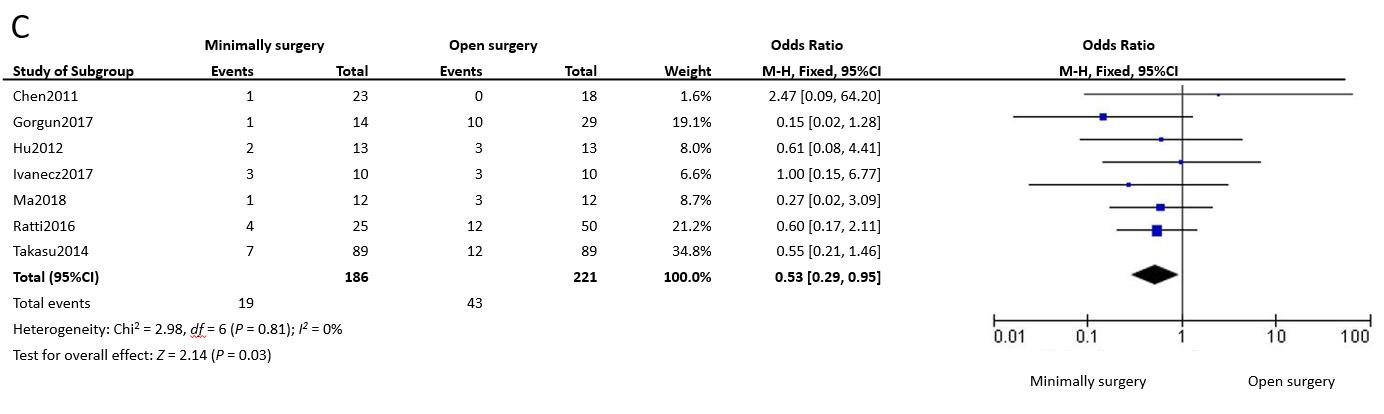 C
Minimally surgery Open surgery Odds Ratio Odds Ratio
Study of Subgroup Events Total Events Total Weight M-H, Fixed, 95%CI M-H, Fixed, 95%CI
Chen2011 1 23 0 18 1.6% 2.47 [0.09, 64.20]
Gorgun2017 1 14 10 29 19.1% 0.15 [0.02, 1.28]
Hu2012 2 13 3 13 8.0% 0.61 [0.08, 4.41]
Ivanecz2017 3 10 3 10 6.6% 1.00 [0.15, 6.77]
Ma2018 1 12 3 12 8.7% 0.27 [0.02, 3.09]
Ratti2016 4 25 12 50 21.2% 0.60 [0.17, 2.11]
Takasu2014 7 89 12 89 34.8% 0.55 [0.21, 1.46]
Total (95%CI) 186 221 100.0% 0.53 [0.29, 0.95]
Total events 19 43
Heterogeneity: Chi² = 2.98, df = 6 (P = 0.81); I² = 0%
Test for overall effect: Z = 2.14 (P = 0.03)
0.01 0.1 1 10 100
Minimally surgery Open surgery